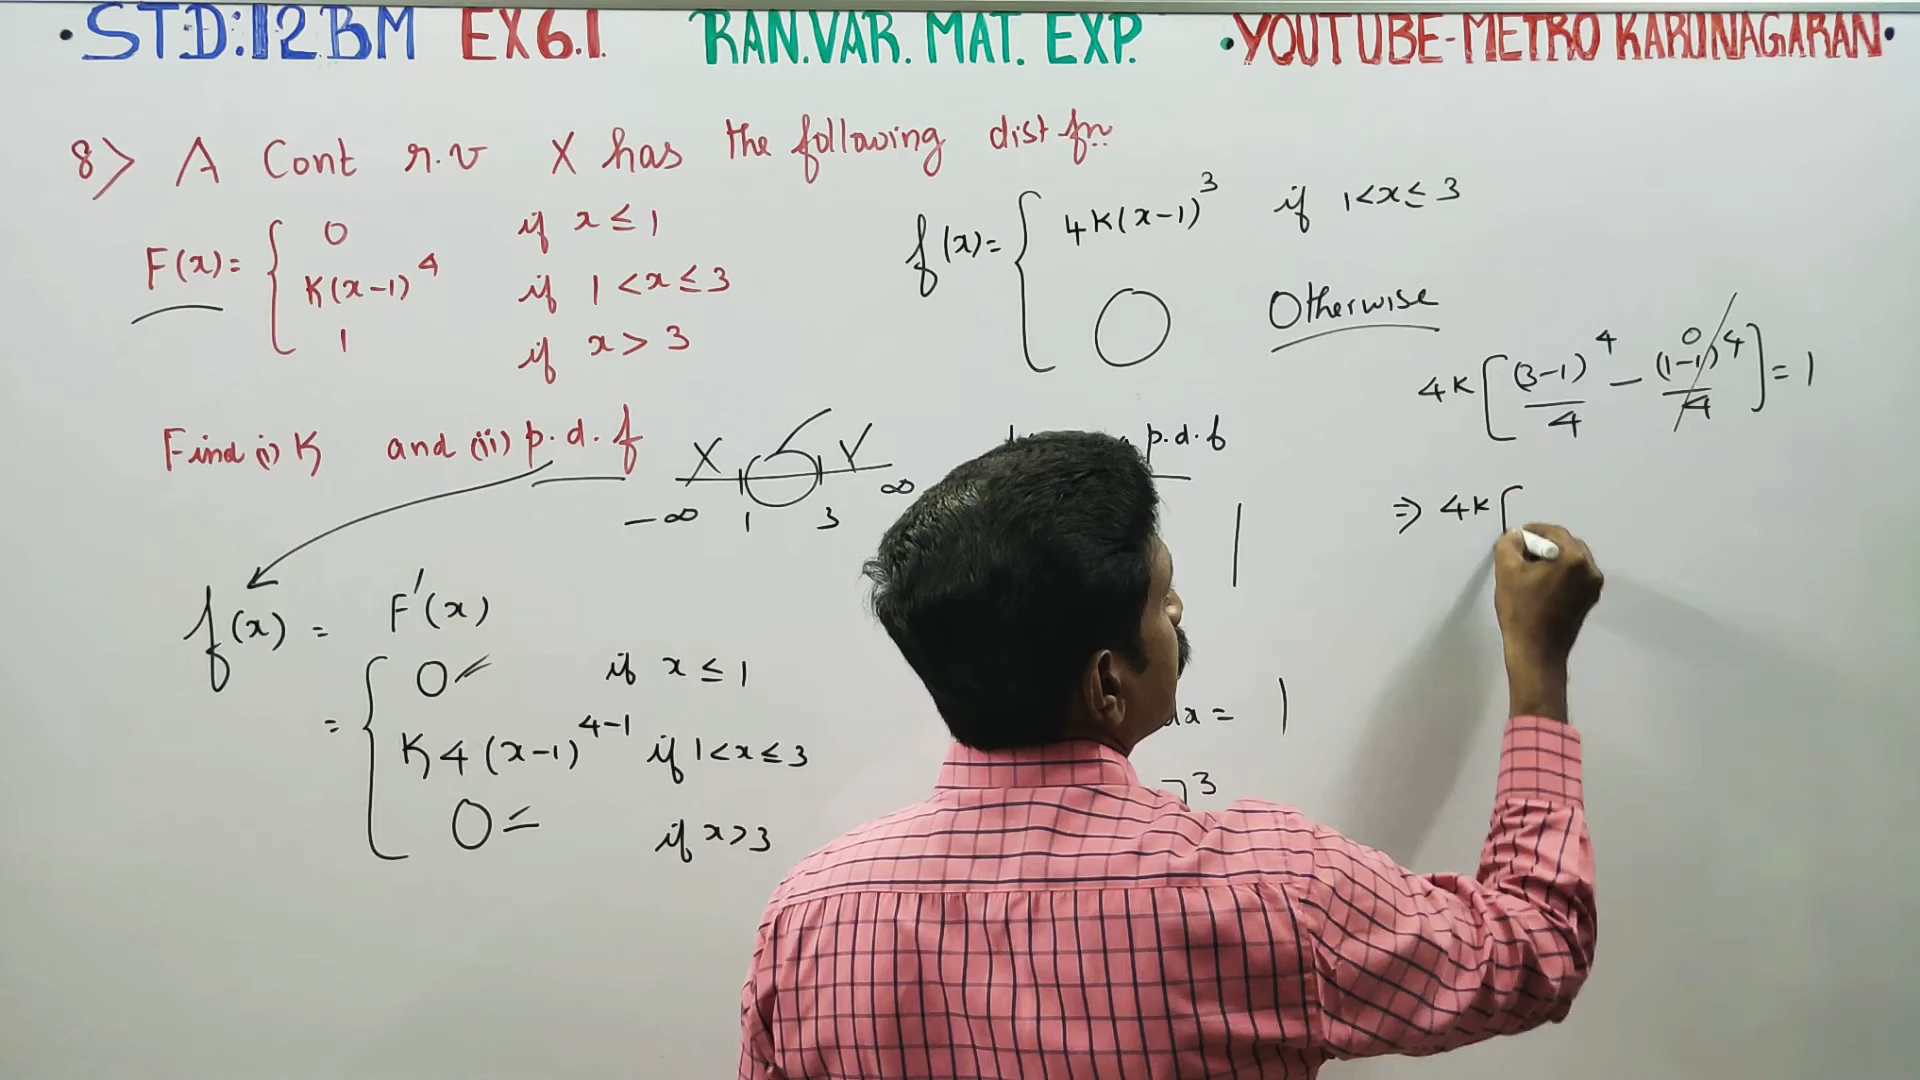 • STD:12BM EX 6.1 RAN.VAR. MAT. EXP. • YOUTUBE-METRO KARUNAGARAN •
8> A Cont r.v X has the following dist fn..
F(x) = { 0 if x ≤ 1
K(x-1)^4 if 1 < x ≤ 3
1 if x > 3
Find (i) K and (ii) p.d.f
X Y
-∞ 1 3 ∞
f(x) = F'(x)
= { 0 if x ≤ 1
K4(x-1)^4-1 if 1<x≤3
0 if x>3
f(x) = { 4K(x-1)^3 if 1<x≤3
0 Otherwise
p.d.f
1
dx = 1
]^3
4K [ (3-1)^4/4 - (1-1)^4/4 ] = 1
0
⇒ 4K [